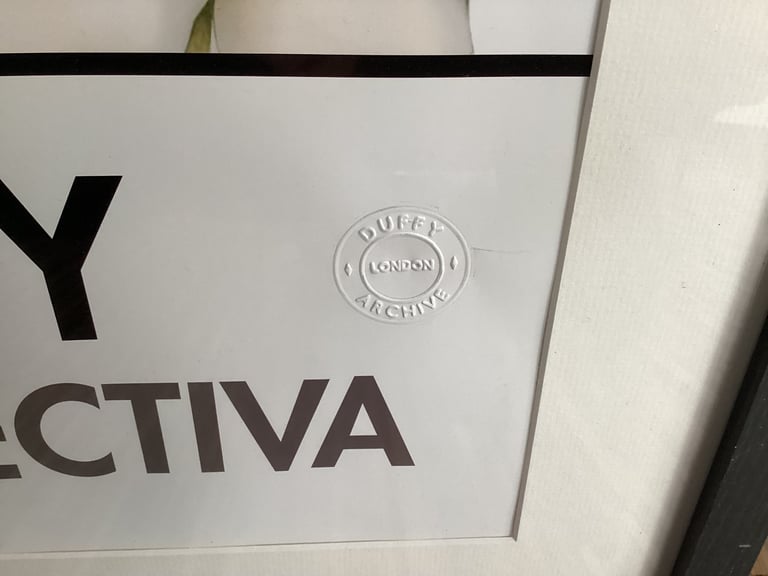 Y
DUFFY
LONDON
ARCHIVE
eCTIVA